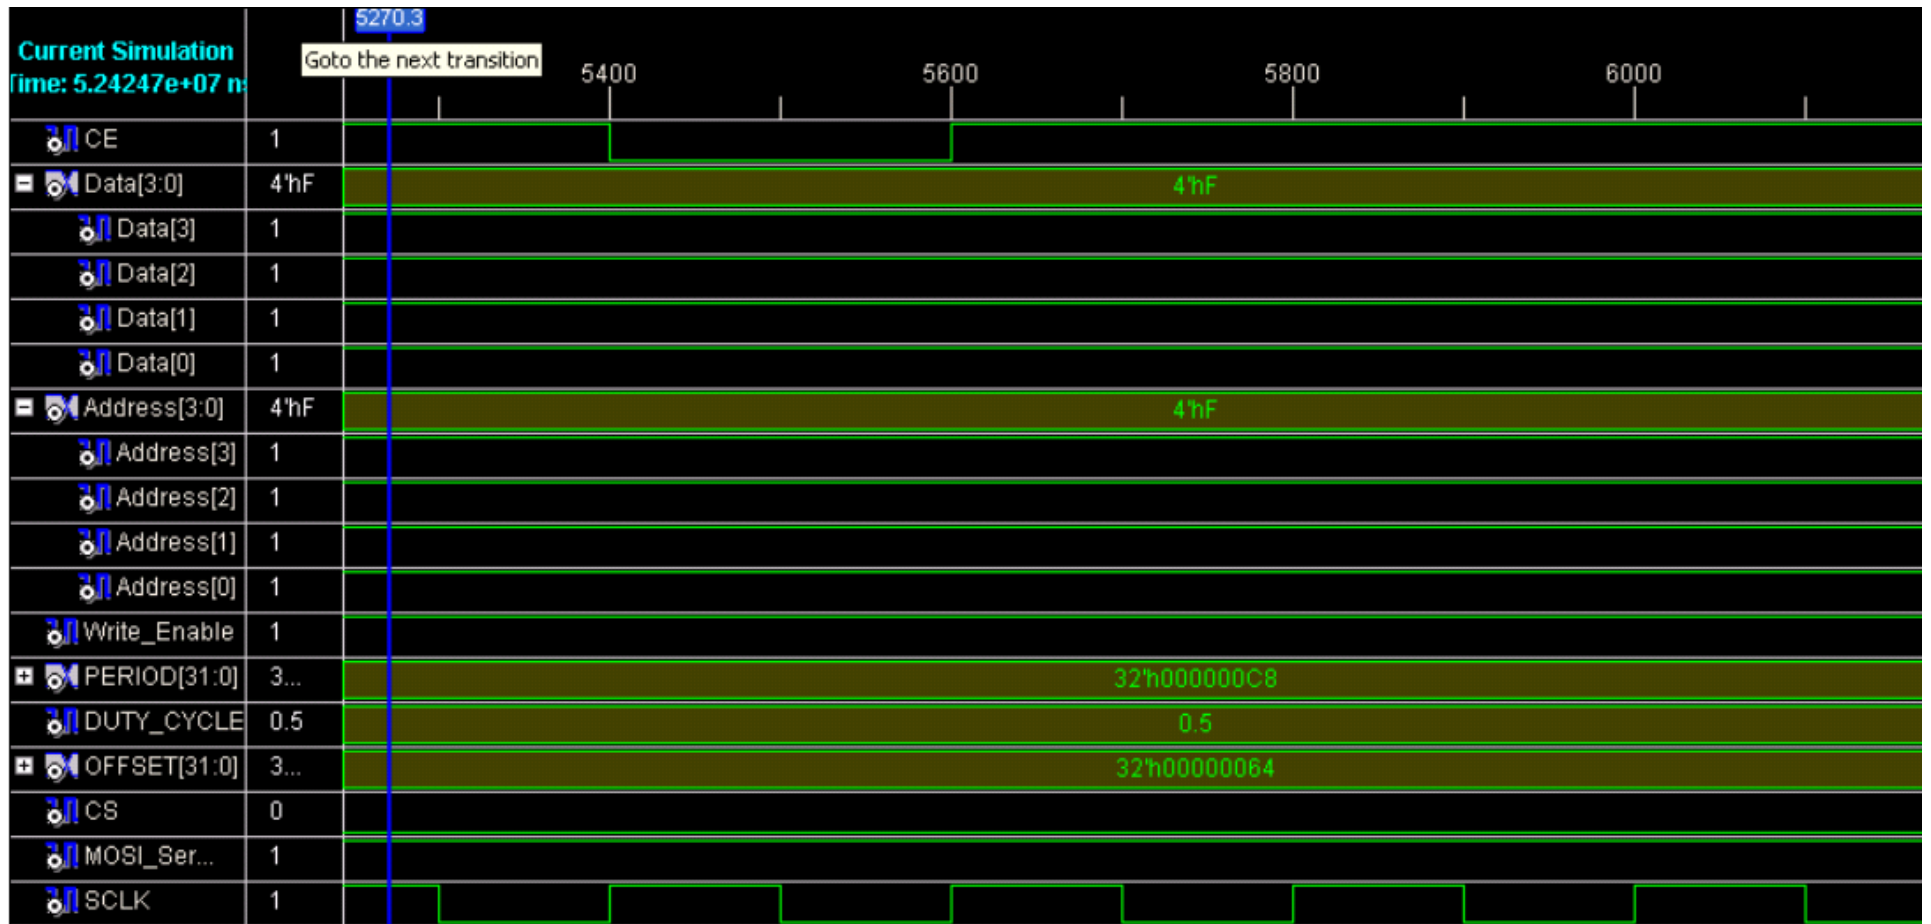 5270.3
Current Simulation
Time: 5.24247e+07 n
Goto the next transition
5400 5600 5800 6000
CE 1
Data[3:0] 4'hF 4'hF
Data[3] 1
Data[2] 1
Data[1] 1
Data[0] 1
Address[3:0] 4'hF 4'hF
Address[3] 1
Address[2] 1
Address[1] 1
Address[0] 1
Write_Enable 1
PERIOD[31:0] 3... 32'h000000C8
DUTY_CYCLE 0.5 0.5
OFFSET[31:0] 3... 32'h00000064
CS 0
MOSI_Ser... 1
SCLK 1